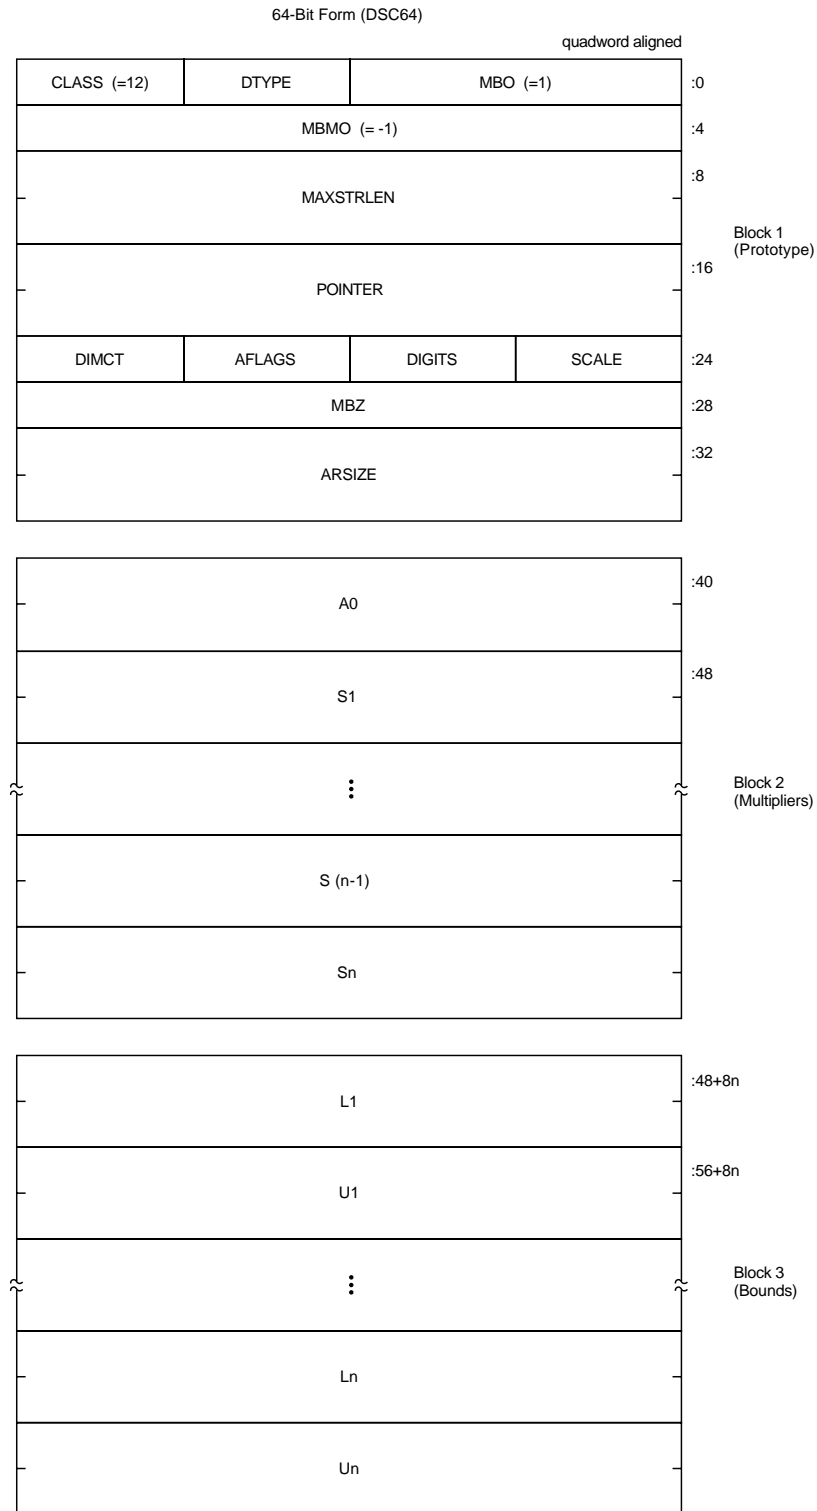 64-Bit Form (DSC64)
quadword aligned
CLASS (=12) DTYPE MBO (=1) :0
MBMO (= -1) :4
MAXSTRLEN :8
Block 1
(Prototype)
POINTER :16
DIMCT AFLAGS DIGITS SCALE :24
MBZ :28
ARSIZE :32
A0 :40
S1 :48
Block 2
(Multipliers)
S (n-1)
Sn
L1 :48+8n
U1 :56+8n
Block 3
(Bounds)
Ln
Un